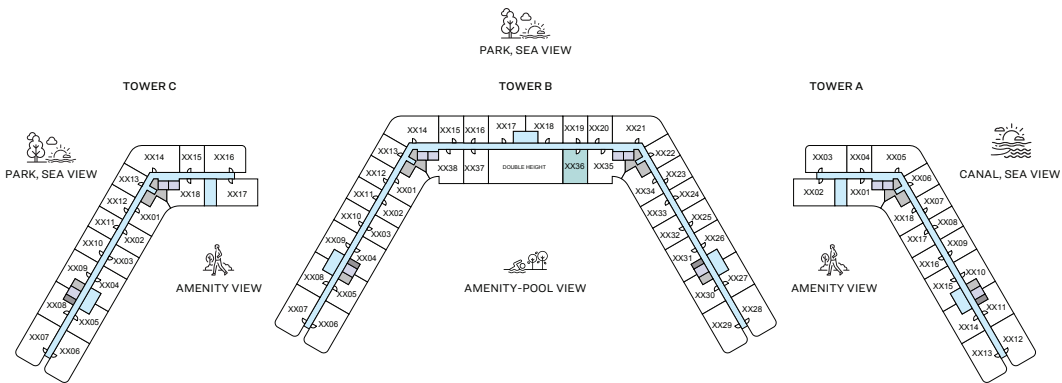 PARK, SEA VIEW
TOWER C
TOWER B
TOWER A
PARK, SEA VIEW
CANAL, SEA VIEW
AMENITY VIEW
AMENITY-POOL VIEW
AMENITY VIEW
XX14
XX15
XX16
XX13
XX18
XX17
XX12
XX01
XX11
XX02
XX10
XX03
XX09
XX04
XX08
XX05
XX07
XX06
XX14
XX15
XX16
XX17
XX18
XX19
XX20
XX21
XX13
XX38
XX37
DOUBLE HEIGHT
XX36
XX35
XX22
XX12
XX01
XX34
XX23
XX11
XX02
XX33
XX24
XX10
XX03
XX32
XX25
XX09
XX04
XX31
XX26
XX08
XX05
XX30
XX27
XX07
XX06
XX29
XX28
XX03
XX04
XX05
XX02
XX01
XX06
XX18
XX07
XX17
XX08
XX16
XX09
XX15
XX10
XX14
XX11
XX13
XX12